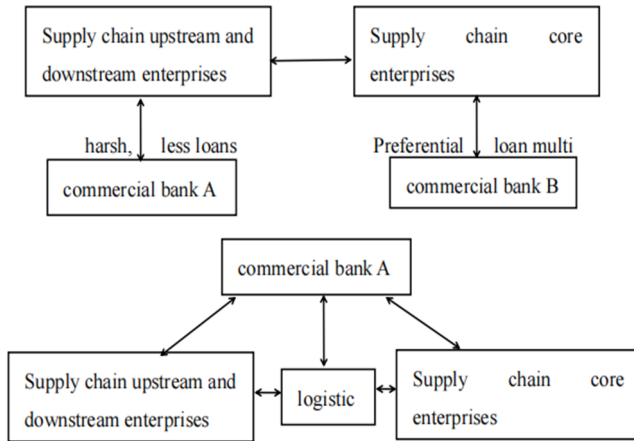 Supply chain upstream and
downstream enterprises
Supply chain core
enterprises
harsh, less loans
Preferential loan multi
commercial bank A
commercial bank B
commercial bank A
Supply chain upstream and
downstream enterprises
logistic
Supply chain core
enterprises